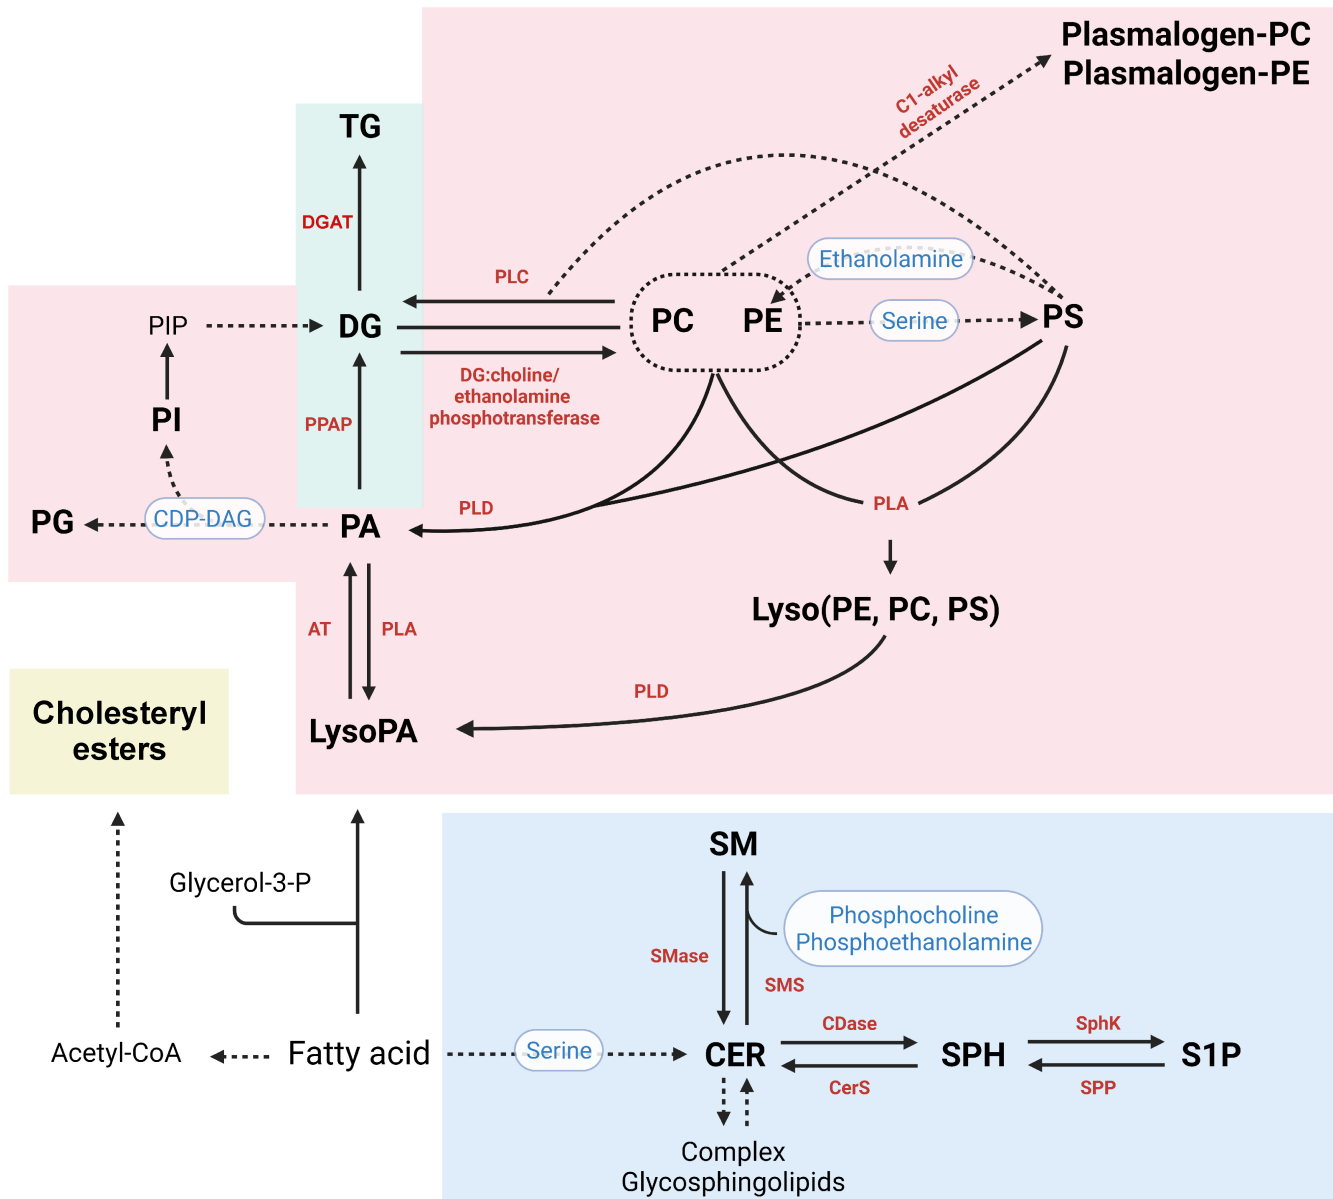 Plasmalogen-PC
Plasmalogen-PE
C1-alkyl
desaturase
TG
DGAT
PLC
Ethanolamine
PIP
DG
PC
PE
Serine
PS
DG:choline/
ethanolamine
phosphotransferase
PI
PPAP
PLD
PLA
PG
CDP-DAG
PA
Lyso(PE, PC, PS)
AT
PLA
PLD
Cholesteryl
esters
LysoPA
SM
Glycerol-3-P
Phosphocholine
Phosphoethanolamine
SMase
SMS
CDase
SphK
Acetyl-CoA
Fatty acid
Serine
CER
SPH
S1P
CerS
SPP
Complex
Glycosphingolipids